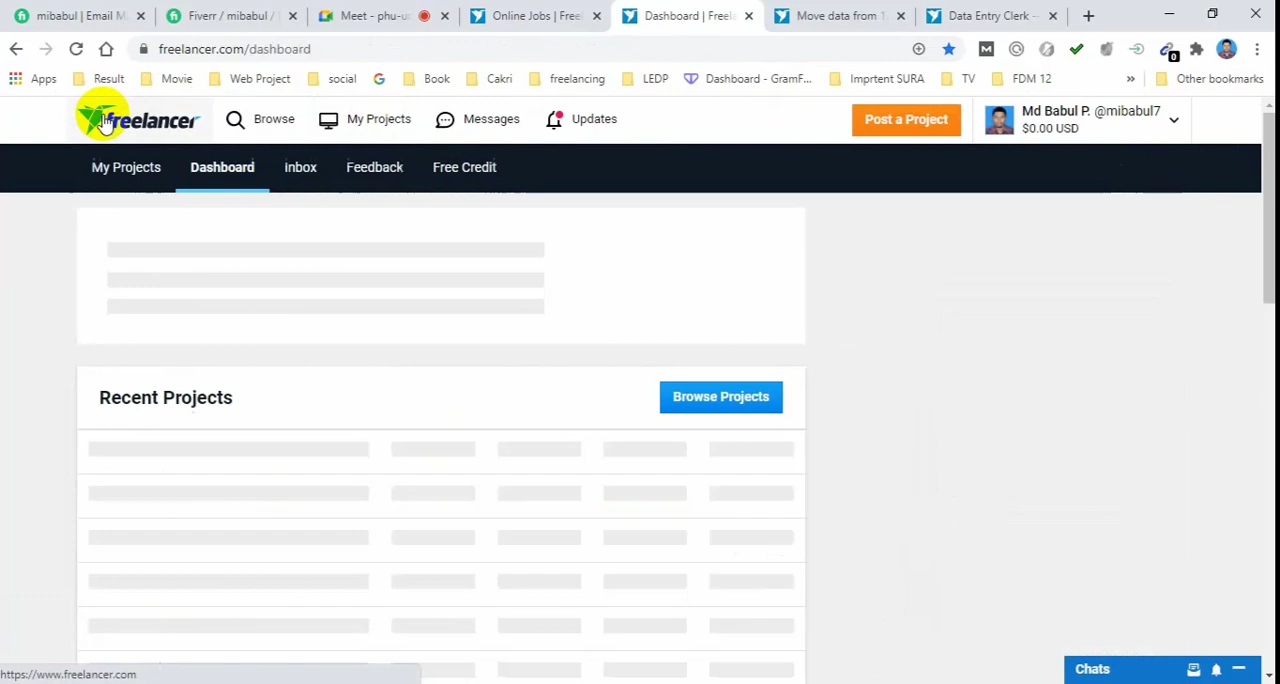 mibabul | Email M
Fiverr / mibabul /
Meet - phu-u
Online Jobs | Free
Dashboard | Freel
Move data from 1
Data Entry Clerk -
freelancer.com/dashboard
0
Apps
Result
Movie
Web Project
social
Book
Cakri
freelancing
LEDP
Dashboard - GramF...
Imprtent SURA
TV
FDM 12
»
Other bookmarks
freelancer
Browse
My Projects
Messages
Updates
Post a Project
Md Babul P. @mibabul7
$0.00 USD
My Projects
Dashboard
Inbox
Feedback
Free Credit
Recent Projects
Browse Projects
https://www.freelancer.com
Chats